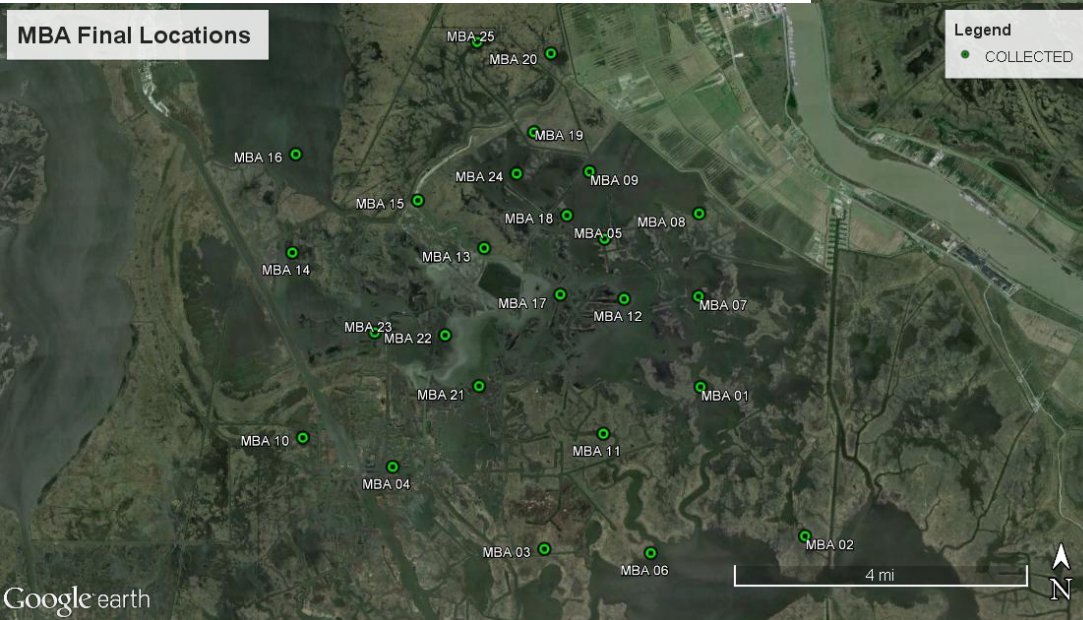 MBA Final Locations
Legend
COLLECTED
MBA 25
MBA 20
MBA 19
MBA 16
MBA 24
MBA 09
MBA 15
MBA 18
MBA 08
MBA 05
MBA 13
MBA 14
MBA 17
MBA 12
MBA 07
MBA 23
MBA 22
MBA 21
MBA 01
MBA 10
MBA 11
MBA 04
MBA 03
MBA 06
MBA 02
4 mi
N
Google earth